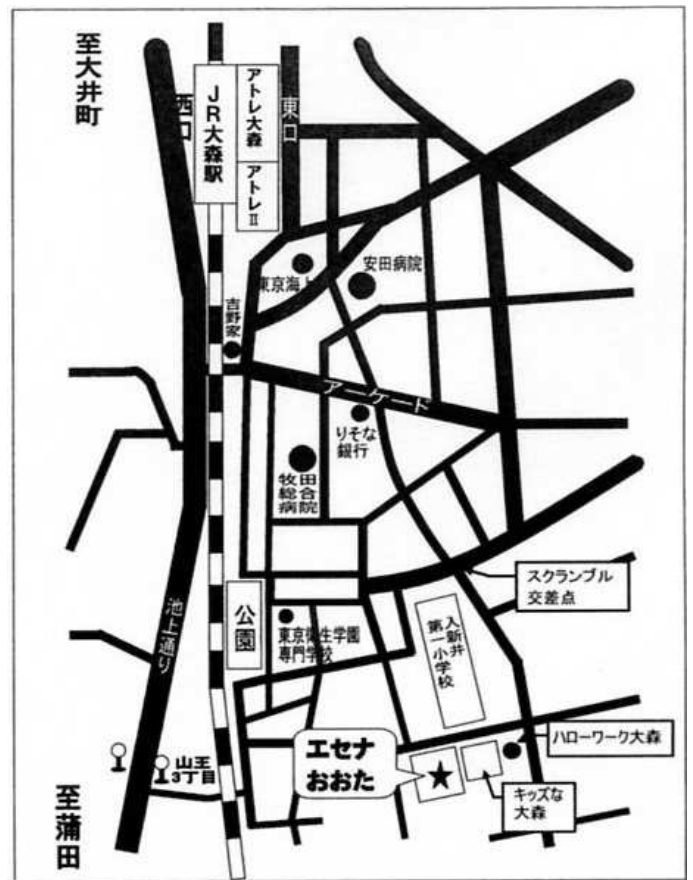 至大井町
西口
JR大森駅
アトレ大森
アトレⅡ
東口
東京海上
安田病院
吉野家
アーケード
りそな
銀行
牧田
総合
病院
スクランブル
交差点
公園
池上通り
東京衛生学園
専門学校
入新井
第一小学校
エセナ
おおた
ハローワーク大森
キッズな
大森
山王
3丁目
至蒲田